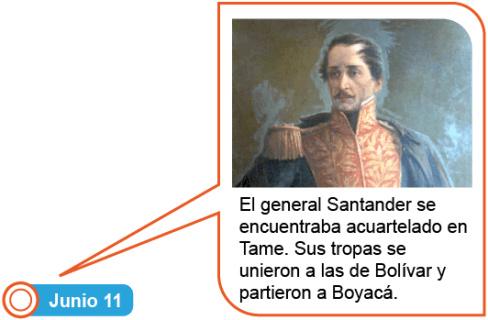 El general Santander se
encuentraba acuartelado en
Tame. Sus tropas se
unieron a las de Bolívar y
partieron a Boyacá.
Junio 11